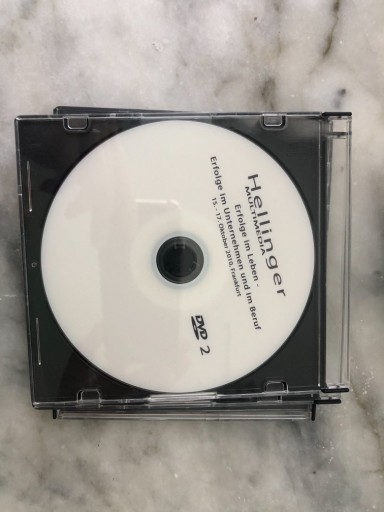 Hellinger
MULTIMEDIA
Erfolge im Leben -
Erfolge im Unternehmen und im Beruf
15. - 17. Oktober 2010, Frankfurt
DVD 2